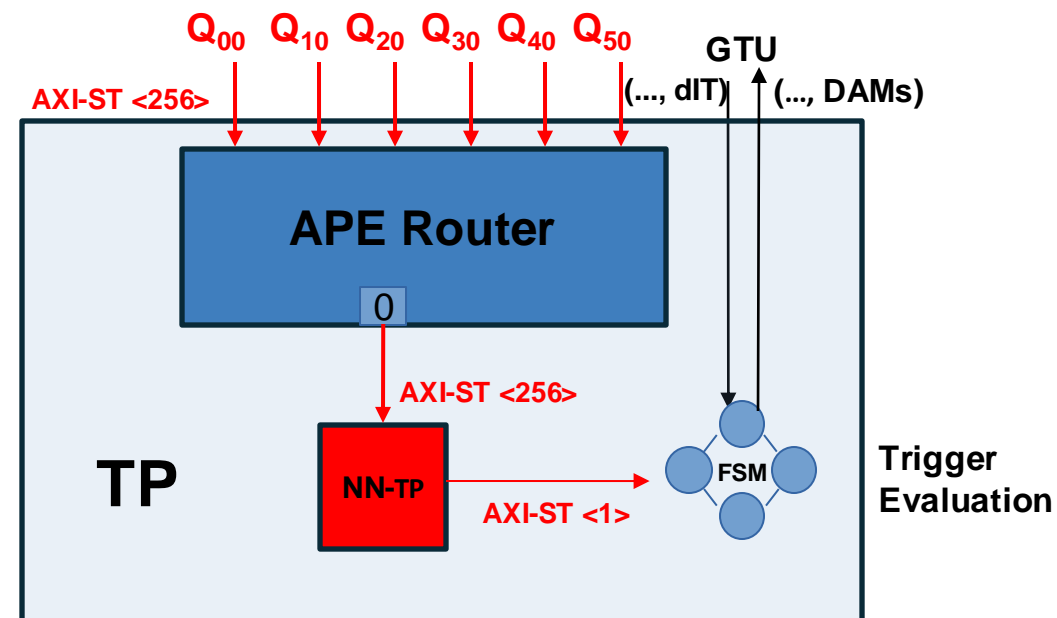 Q00 Q10 Q20 Q30 Q40 Q50
GTU
AXI-ST <256>
(..., dIT)
(..., DAMs)
APE Router
0
AXI-ST <256>
TP
NN-TP
FSM
AXI-ST <1>
Trigger
Evaluation